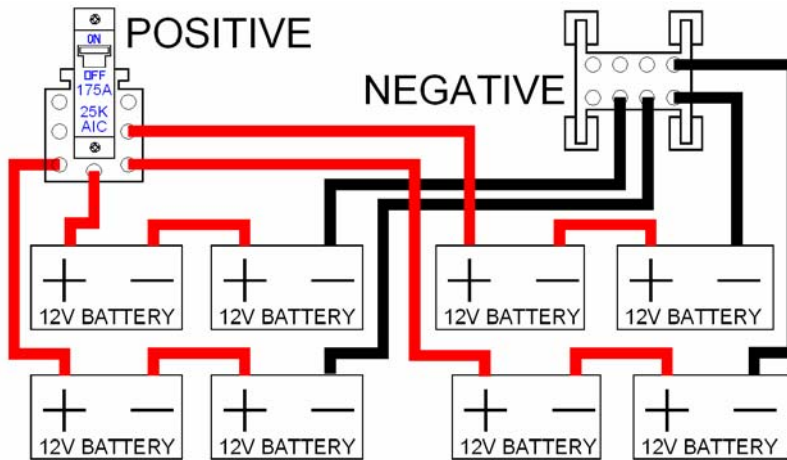 POSITIVE
ON
OFF
175A
25K
AIC
NEGATIVE
+ − + − + − + −
12V BATTERY 12V BATTERY 12V BATTERY 12V BATTERY
+ − + − + − + −
12V BATTERY 12V BATTERY 12V BATTERY 12V BATTERY